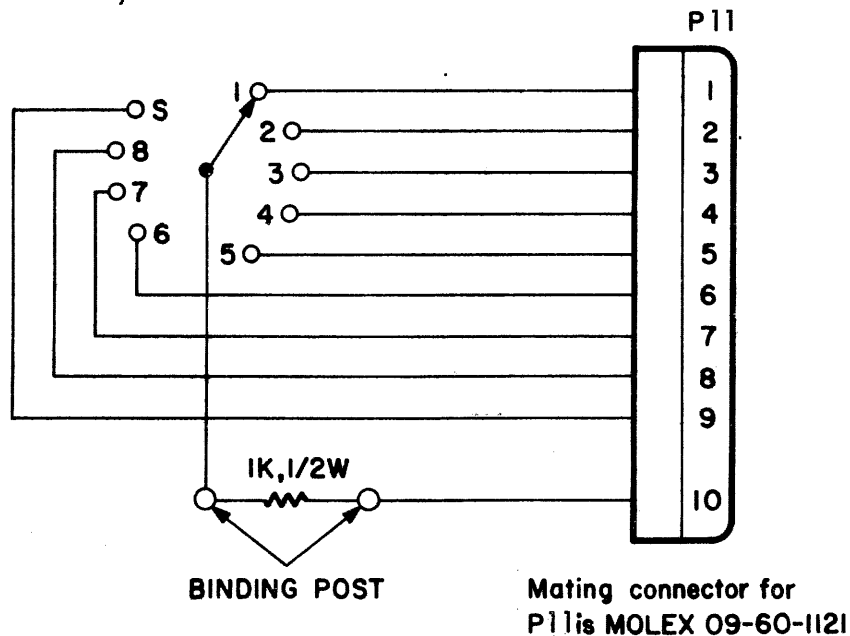 P11
1 1
S
2 2
8
3 3
7
4 4
6
5 5
6
7
8
9
1K,1/2W
10
BINDING POST
Mating connector for
P11 is MOLEX 09-60-1121